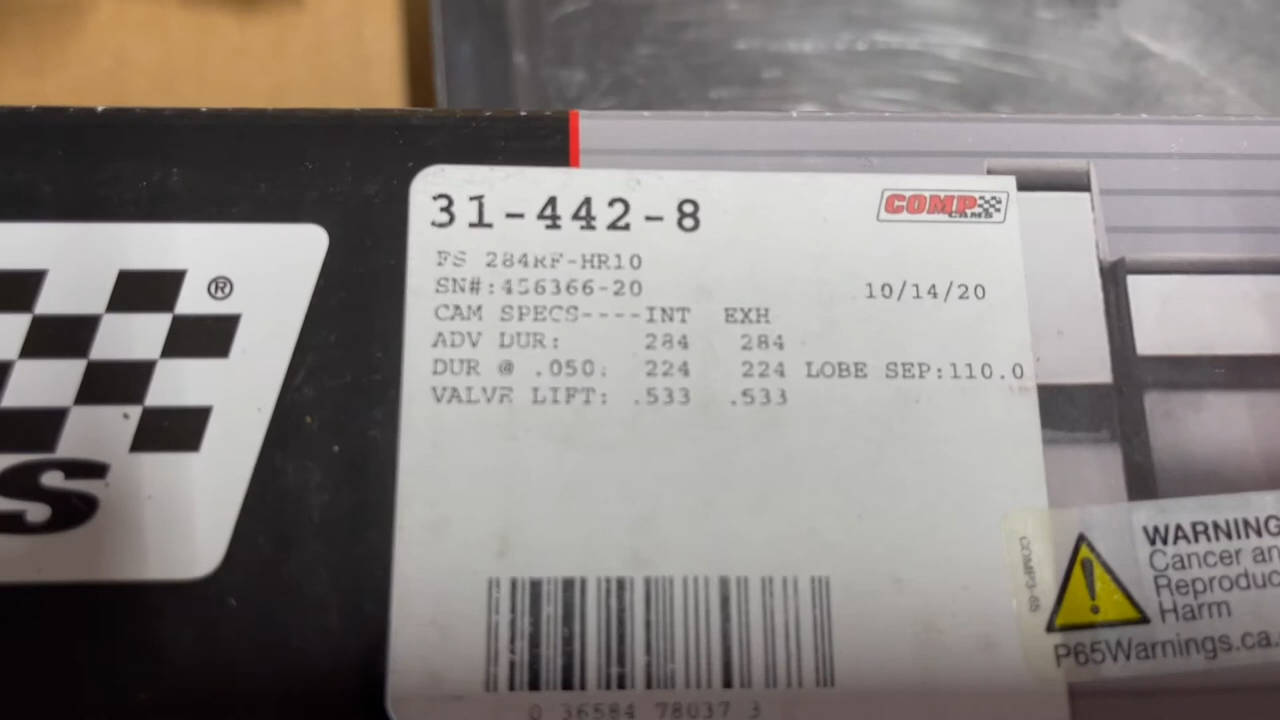 31-442-8
COMP
CAMS
FS 284RF-HR10
SN#:456366-20 10/14/20
CAM SPECS----INT EXH
ADV DUR: 284 284
DUR @ .050: 224 224 LOBE SEP:110.0
VALVE LIFT: .533 .533
0 36584 78037 3
®
S
COMP3-65
WARNING
Cancer an
Reproduc
Harm
P65Warnings.ca.